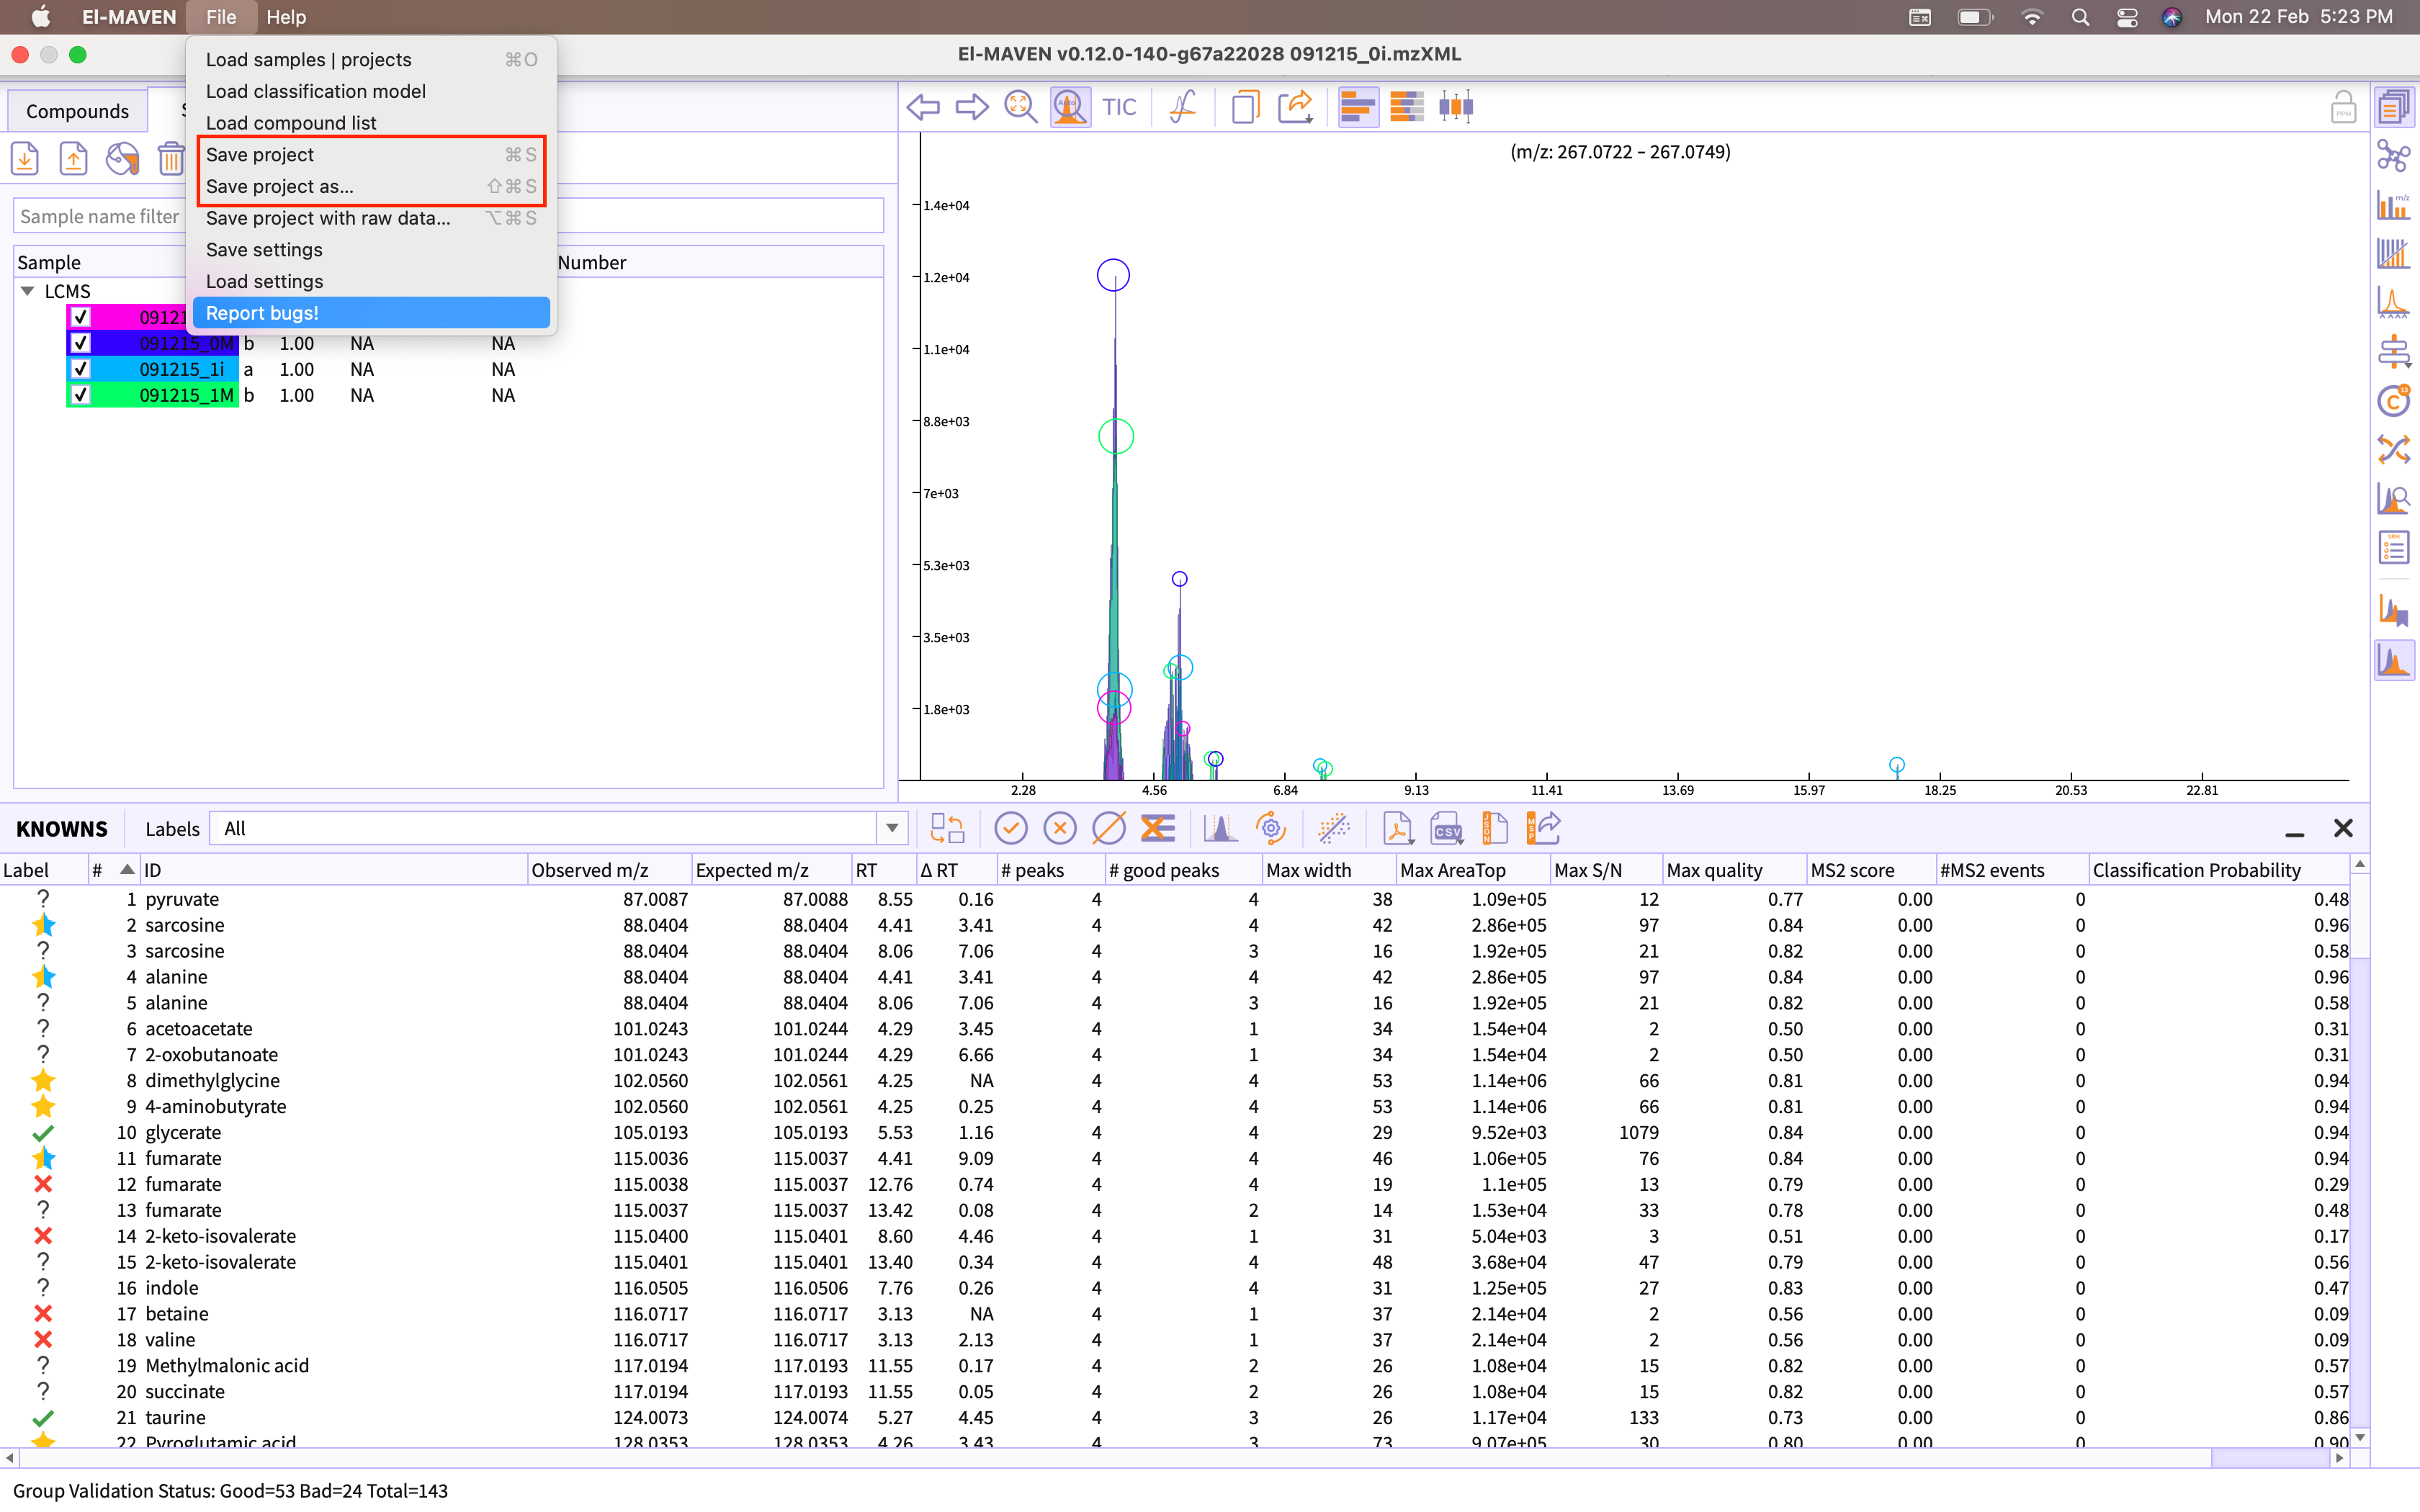 El-MAVEN File Help Mon 22 Feb 5:23 PM
El-MAVEN v0.12.0-140-g67a22028 091215_0i.mzXML
Load samples | projects ⌘O
Load classification model
Load compound list
Save project ⌘S
Save project as... ⇧⌘S
Save project with raw data... ⌥⌘S
Save settings
Load settings
Report bugs!
Compounds S
TIC
PPM
Sample name filter
Sample Number
LCMS
09121
091215_0M b 1.00 NA NA
091215_1i a 1.00 NA NA
091215_1M b 1.00 NA NA
(m/z: 267.0722 - 267.0749)
1.4e+04
1.2e+04
1.1e+04
8.8e+03
7e+03
5.3e+03
3.5e+03
1.8e+03
2.28 4.56 6.84 9.13 11.41 13.69 15.97 18.25 20.53 22.81
KNOWNS Labels All CSV JSON MSP
Label # ID Observed m/z Expected m/z RT Δ RT # peaks # good peaks Max width Max AreaTop Max S/N Max quality MS2 score #MS2 events Classification Probability
? 1 pyruvate 87.0087 87.0088 8.55 0.16 4 4 38 1.09e+05 12 0.77 0.00 0 0.48
2 sarcosine 88.0404 88.0404 4.41 3.41 4 4 42 2.86e+05 97 0.84 0.00 0 0.96
? 3 sarcosine 88.0404 88.0404 8.06 7.06 4 3 16 1.92e+05 21 0.82 0.00 0 0.58
4 alanine 88.0404 88.0404 4.41 3.41 4 4 42 2.86e+05 97 0.84 0.00 0 0.96
? 5 alanine 88.0404 88.0404 8.06 7.06 4 3 16 1.92e+05 21 0.82 0.00 0 0.58
? 6 acetoacetate 101.0243 101.0244 4.29 3.45 4 1 34 1.54e+04 2 0.50 0.00 0 0.31
? 7 2-oxobutanoate 101.0243 101.0244 4.29 6.66 4 1 34 1.54e+04 2 0.50 0.00 0 0.31
8 dimethylglycine 102.0560 102.0561 4.25 NA 4 4 53 1.14e+06 66 0.81 0.00 0 0.94
9 4-aminobutyrate 102.0560 102.0561 4.25 0.25 4 4 53 1.14e+06 66 0.81 0.00 0 0.94
10 glycerate 105.0193 105.0193 5.53 1.16 4 4 29 9.52e+03 1079 0.84 0.00 0 0.94
11 fumarate 115.0036 115.0037 4.41 9.09 4 4 46 1.06e+05 76 0.84 0.00 0 0.94
12 fumarate 115.0038 115.0037 12.76 0.74 4 4 19 1.1e+05 13 0.79 0.00 0 0.29
? 13 fumarate 115.0037 115.0037 13.42 0.08 4 2 14 1.53e+04 33 0.78 0.00 0 0.48
14 2-keto-isovalerate 115.0400 115.0401 8.60 4.46 4 1 31 5.04e+03 3 0.51 0.00 0 0.17
? 15 2-keto-isovalerate 115.0401 115.0401 13.40 0.34 4 4 48 3.68e+04 47 0.79 0.00 0 0.56
? 16 indole 116.0505 116.0506 7.76 0.26 4 4 31 1.25e+05 27 0.83 0.00 0 0.47
17 betaine 116.0717 116.0717 3.13 NA 4 1 37 2.14e+04 2 0.56 0.00 0 0.09
18 valine 116.0717 116.0717 3.13 2.13 4 1 37 2.14e+04 2 0.56 0.00 0 0.09
? 19 Methylmalonic acid 117.0194 117.0193 11.55 0.17 4 2 26 1.08e+04 15 0.82 0.00 0 0.57
? 20 succinate 117.0194 117.0193 11.55 0.05 4 2 26 1.08e+04 15 0.82 0.00 0 0.57
21 taurine 124.0073 124.0074 5.27 4.45 4 3 26 1.17e+04 133 0.73 0.00 0 0.86
22 Pyroglutamic acid 128.0353 128.0353 4.26 3.43 4 3 73 9.07e+05 30 0.80 0.00 0 0.90
Group Validation Status: Good=53 Bad=24 Total=143